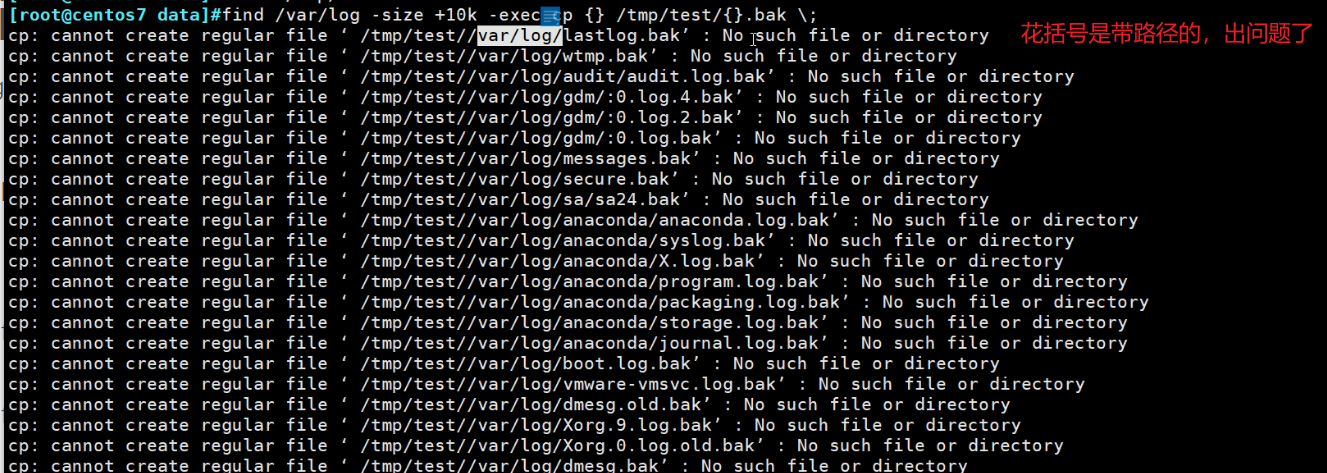 [root@centos7 data]#find /var/log -size +10k -exec cp {} /tmp/test/{}.bak \;
cp: cannot create regular file ‘ /tmp/test//var/log/lastlog.bak’ : No such file or directory
花括号是带路径的，出问题了
cp: cannot create regular file ‘ /tmp/test//var/log/wtmp.bak’ : No such file or directory
cp: cannot create regular file ‘ /tmp/test//var/log/audit/audit.log.bak’ : No such file or directory
cp: cannot create regular file ‘ /tmp/test//var/log/gdm/:0.log.4.bak’ : No such file or directory
cp: cannot create regular file ‘ /tmp/test//var/log/gdm/:0.log.2.bak’ : No such file or directory
cp: cannot create regular file ‘ /tmp/test//var/log/gdm/:0.log.bak’ : No such file or directory
cp: cannot create regular file ‘ /tmp/test//var/log/messages.bak’ : No such file or directory
cp: cannot create regular file ‘ /tmp/test//var/log/secure.bak’ : No such file or directory
cp: cannot create regular file ‘ /tmp/test//var/log/sa/sa24.bak’ : No such file or directory
cp: cannot create regular file ‘ /tmp/test//var/log/anaconda/anaconda.log.bak’ : No such file or directory
cp: cannot create regular file ‘ /tmp/test//var/log/anaconda/syslog.bak’ : No such file or directory
cp: cannot create regular file ‘ /tmp/test//var/log/anaconda/X.log.bak’ : No such file or directory
cp: cannot create regular file ‘ /tmp/test//var/log/anaconda/program.log.bak’ : No such file or directory
cp: cannot create regular file ‘ /tmp/test//var/log/anaconda/packaging.log.bak’ : No such file or directory
cp: cannot create regular file ‘ /tmp/test//var/log/anaconda/storage.log.bak’ : No such file or directory
cp: cannot create regular file ‘ /tmp/test//var/log/anaconda/journal.log.bak’ : No such file or directory
cp: cannot create regular file ‘ /tmp/test//var/log/boot.log.bak’ : No such file or directory
cp: cannot create regular file ‘ /tmp/test//var/log/vmware-vmsvc.log.bak’ : No such file or directory
cp: cannot create regular file ‘ /tmp/test//var/log/dmesg.old.bak’ : No such file or directory
cp: cannot create regular file ‘ /tmp/test//var/log/Xorg.9.log.bak’ : No such file or directory
cp: cannot create regular file ‘ /tmp/test//var/log/Xorg.0.log.old.bak’ : No such file or directory
cp: cannot create regular file ‘ /tmp/test//var/log/dmesg.bak’ : No such file or directory